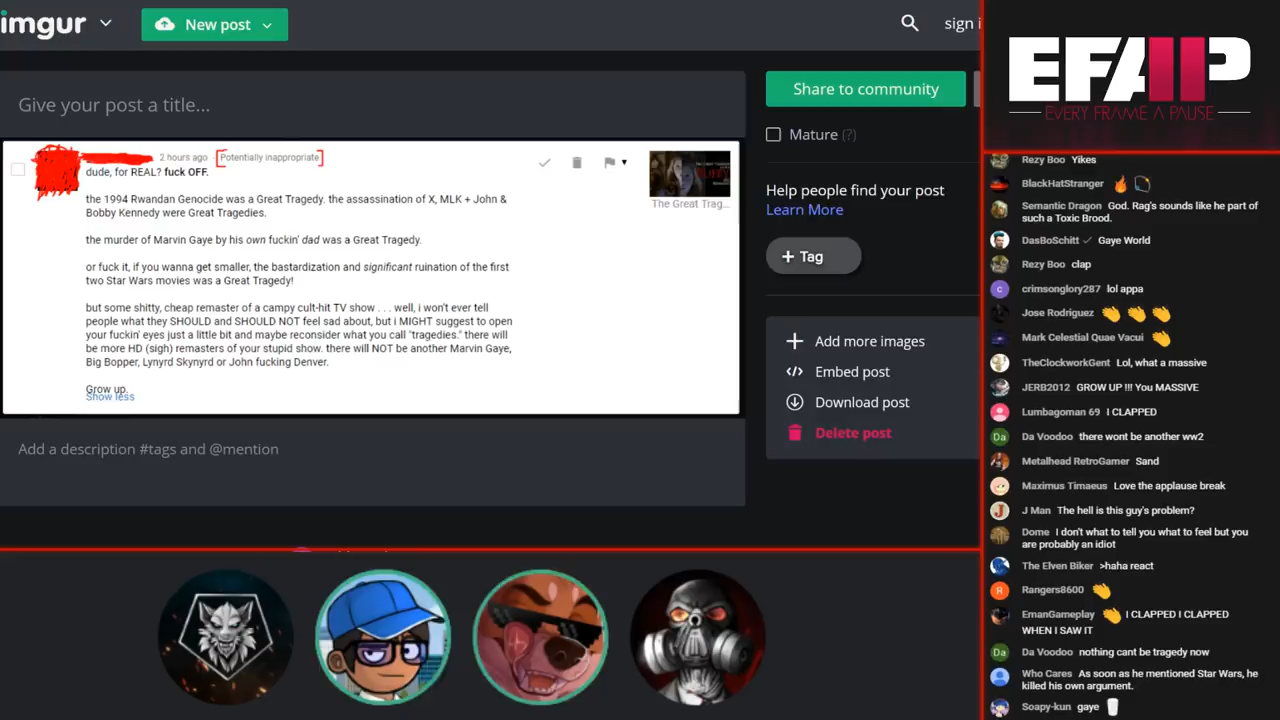 imgur
New post
sign i
EFAP
EVERY FRAME A PAUSE
Give your post a title...
Share to community
Mature (?)
Help people find your post
Learn More
+ Tag
Add more images
Embed post
Download post
Delete post
2 hours ago
Potentially inappropriate
dude, for REAL? fuck OFF.
the 1994 Rwandan Genocide was a Great Tragedy. the assassination of X, MLK + John &
Bobby Kennedy were Great Tragedies.
the murder of Marvin Gaye by his own fuckin' dad was a Great Tragedy.
or fuck it, if you wanna get smaller, the bastardization and significant ruination of the first
two Star Wars movies was a Great Tragedy!
but some shitty, cheap remaster of a campy cult-hit TV show . . . well, i won't ever tell
people what they SHOULD and SHOULD NOT feel sad about, but i MIGHT suggest to open
your fuckin' eyes just a little bit and maybe reconsider what you call "tragedies." there will
be more HD (sigh) remasters of your stupid show. there will NOT be another Marvin Gaye,
Big Bopper, Lynyrd Skynyrd or John fucking Denver.
Grow up.
Show less
The Great Trag...
Add a description #tags and @mention
Rezy Boo Yikes
BlackHatStranger
Semantic Dragon God. Rag's sounds like he part of
such a Toxic Brood.
DasBoSchitt Gaye World
Rezy Boo clap
crimsonglory287 lol appa
Jose Rodriguez
Mark Celestial Quae Vacui
TheClockworkGent Lol, what a massive
JERB2012 GROW UP !!! You MASSIVE
Lumbagoman 69 I CLAPPED
Da Voodoo there wont be another ww2
Metalhead RetroGamer Sand
Maximus Timaeus Love the applause break
J Man The hell is this guy's problem?
Dome I don't what to tell you what to feel but you
are probably an idiot
The Elven Biker >haha react
Rangers8600
EmanGameplay I CLAPPED I CLAPPED
WHEN I SAW IT
Da Voodoo nothing cant be tragedy now
Who Cares As soon as he mentioned Star Wars, he
killed his own argument.
Soapy-kun gaye